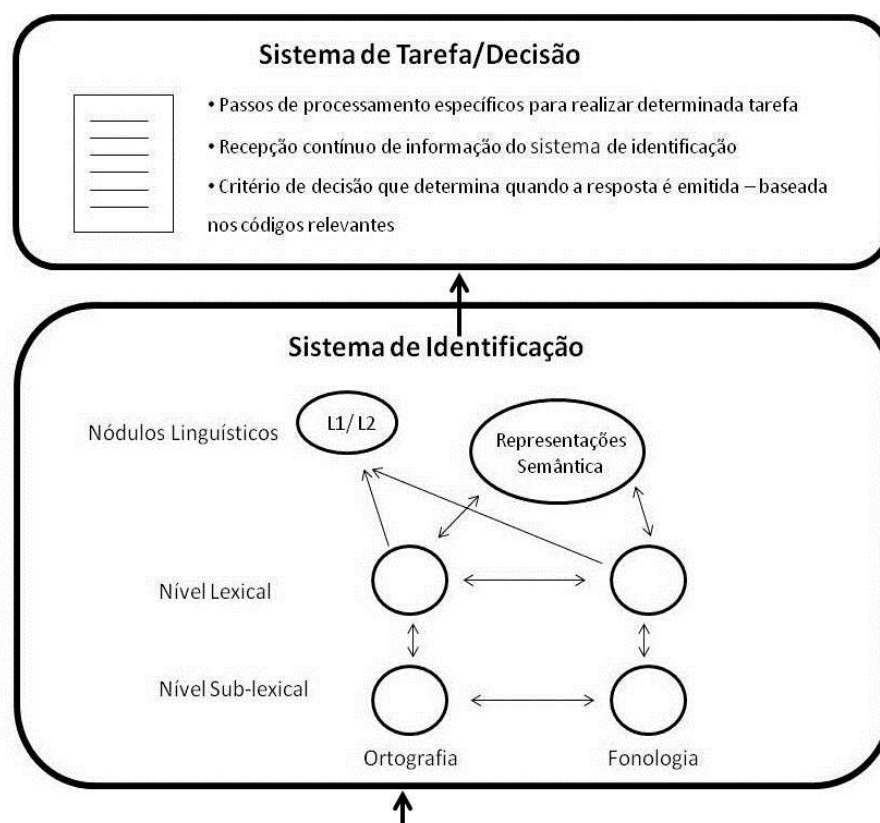 Sistema de Tarefa/Decisão
• Passos de processamento específicos para realizar determinada tarefa
• Recepção contínuo de informação do sistema de identificação
• Critério de decisão que determina quando a resposta é emitida – baseada
nos códigos relevantes
Sistema de Identificação
Nódulos Linguísticos
L1/ L2
Representações
Semântica
Nível Lexical
Nível Sub-lexical
Ortografia
Fonologia